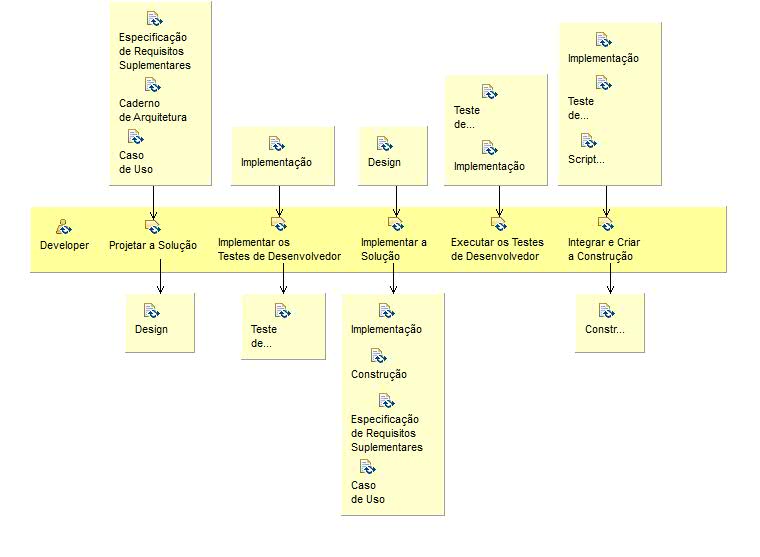 Especificação
de Requisitos
Suplementares
Caderno
de Arquitetura
Caso
de Uso
Implementação
Design
Teste
de...
Implementação
Implementação
Teste
de...
Script...
Developer
Projetar a Solução
Implementar os
Testes de Desenvolvedor
Implementar a
Solução
Executar os Testes
de Desenvolvedor
Integrar e Criar
a Construção
Design
Teste
de...
Implementação
Construção
Especificação
de Requisitos
Suplementares
Caso
de Uso
Constr...